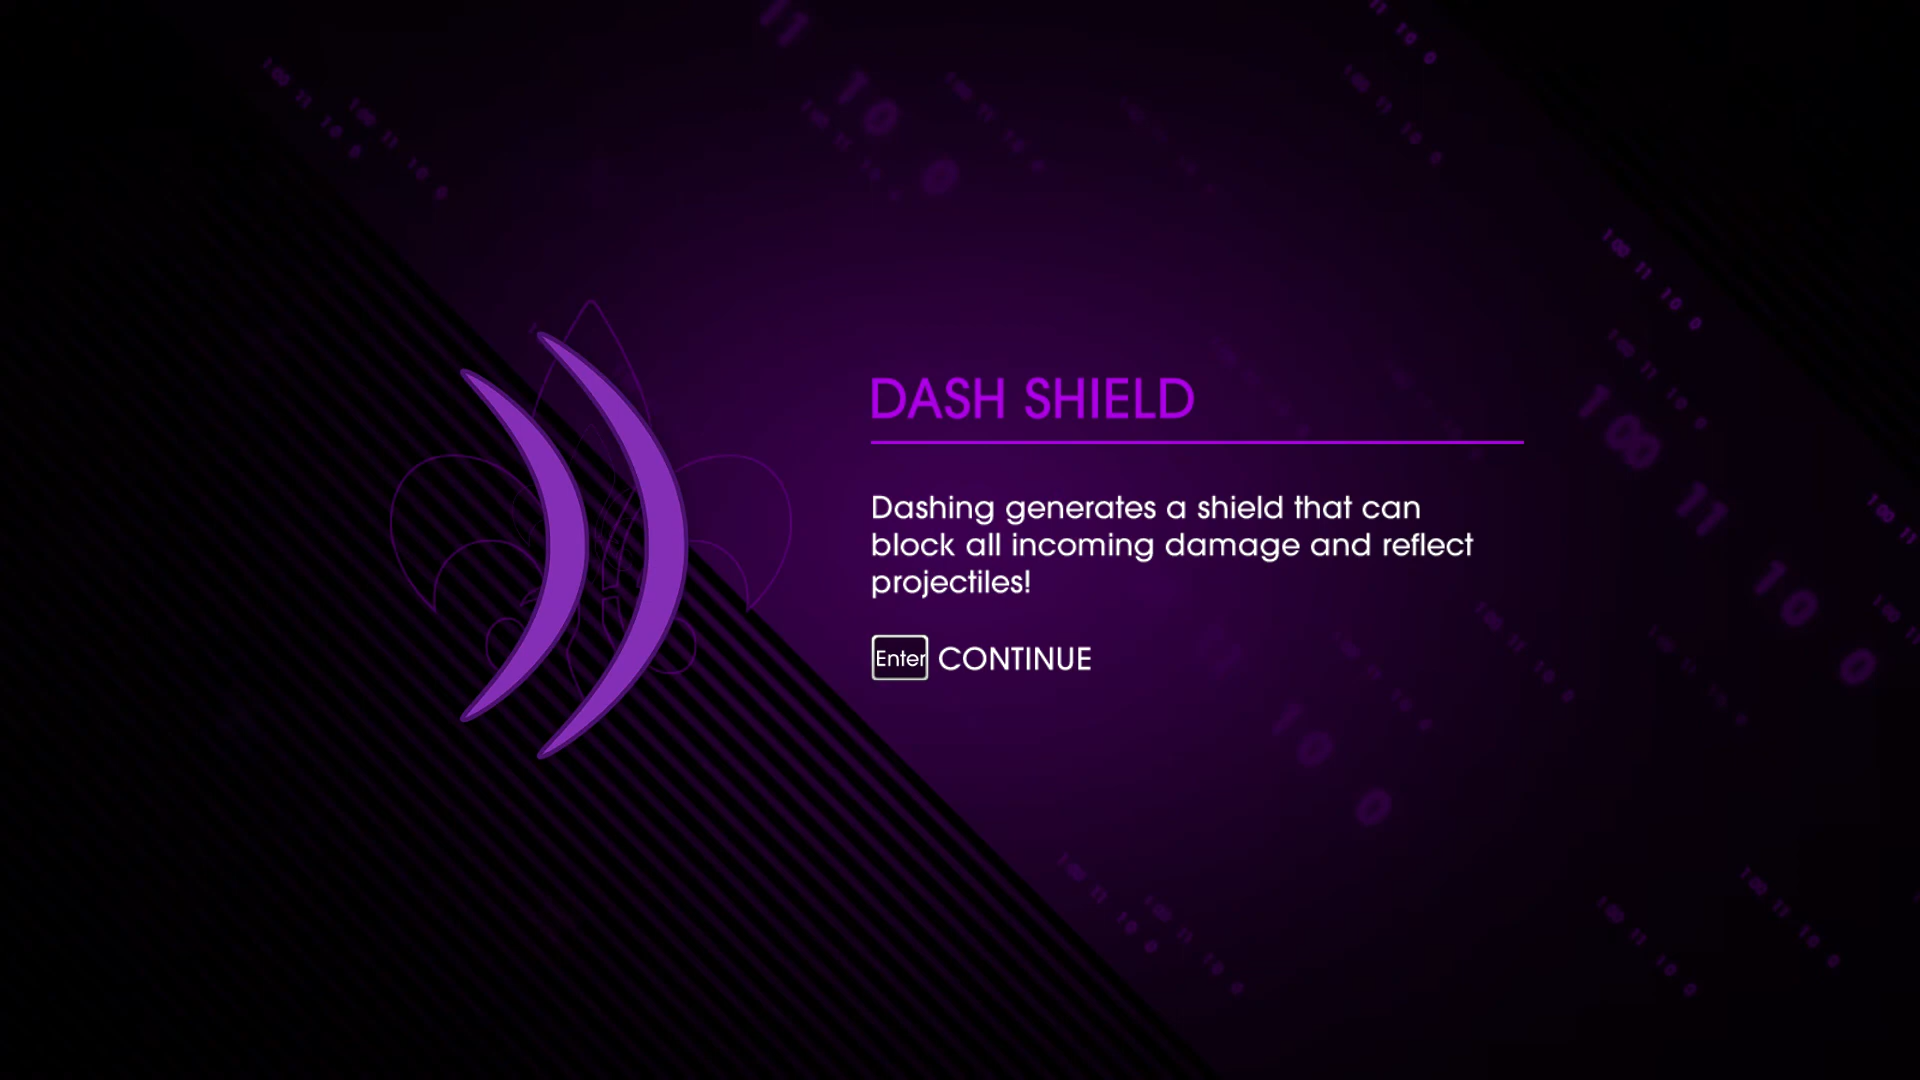 DASH SHIELD
Dashing generates a shield that can
block all incoming damage and reflect
projectiles!
Enter CONTINUE